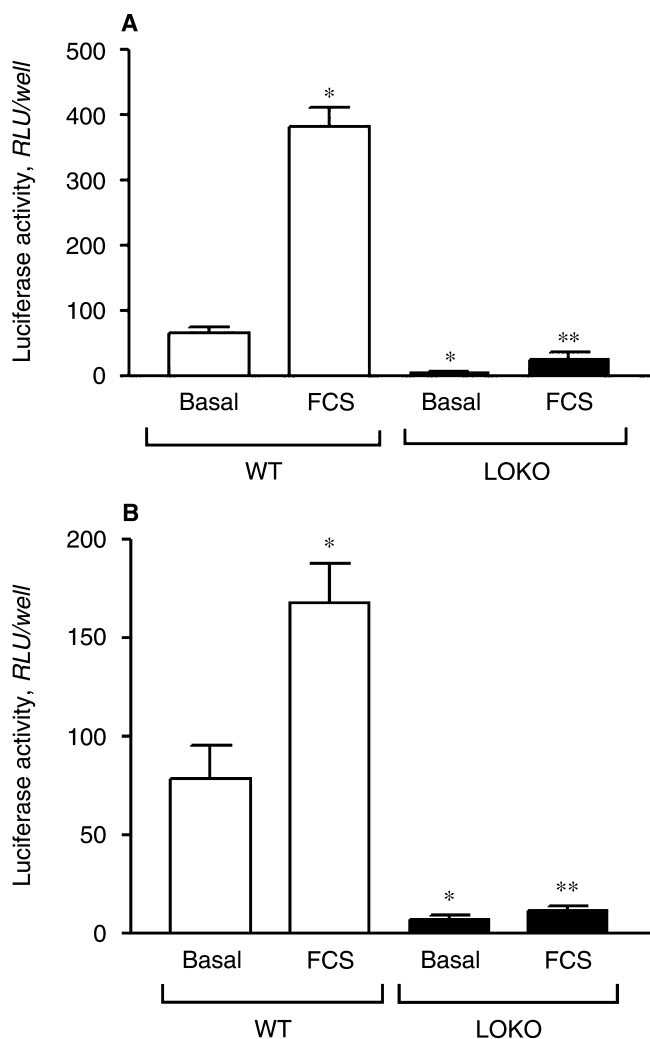 A
500
400
300
200
100
0
Luciferase activity, RLU/well
*
*
**
Basal FCS Basal FCS
WT LOKO
B
200
150
100
50
0
Luciferase activity, RLU/well
*
*
**
Basal FCS Basal FCS
WT LOKO